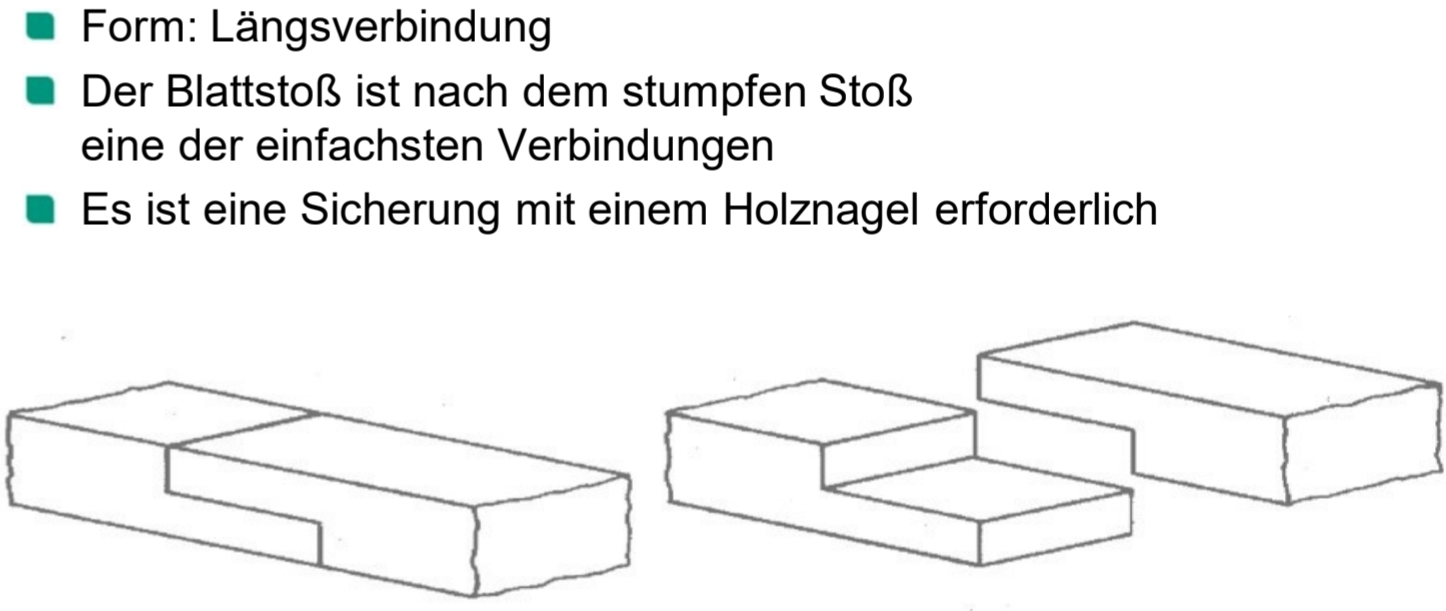 Form: Längsverbindung
Der Blattstoß ist nach dem stumpfen Stoß
eine der einfachsten Verbindungen
Es ist eine Sicherung mit einem Holznagel erforderlich